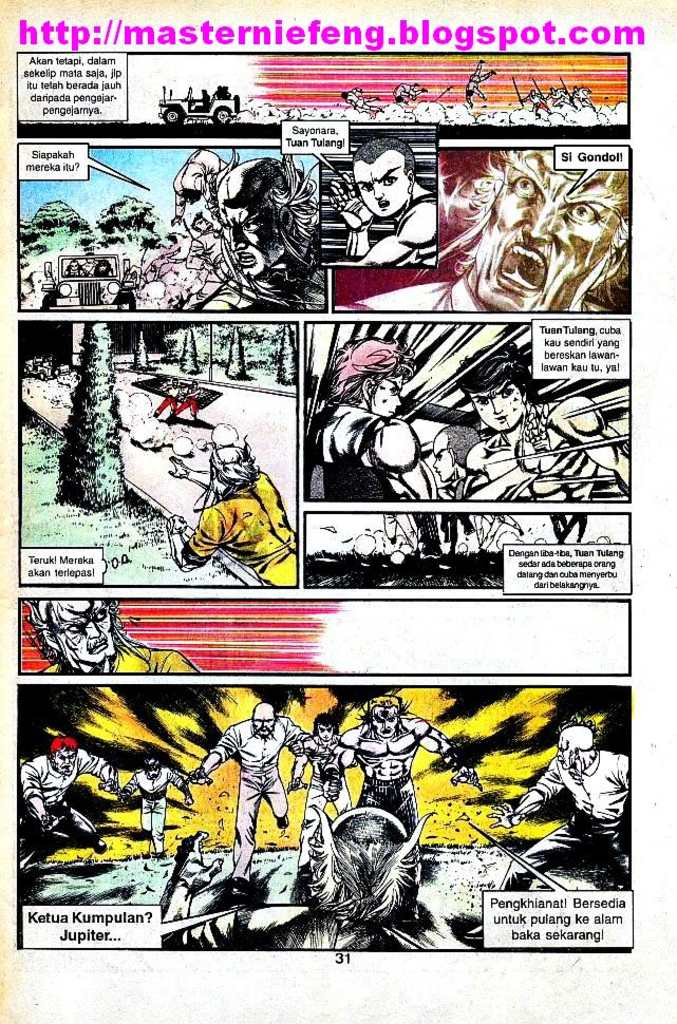 http://masterniefeng.blogspot.com
Akan tetapi, dalam
sekelip mata saja, jip
itu telah berada jauh
daripada pengejar-
pengejarnya.
Siapakah
mereka itu?
Sayonara,
Tuan Tulang!
Si Gondol!
Teruk! Mereka
akan terlepas!
TuanTulang, cuba
kau sendiri yang
bereskan lawan-
lawan kau tu, ya!
Dengan tiba-tiba, Tuan Tulang
sedar ada beberapa orang
datang dan cuba menyerbu
dari belakangnya.
Ketua Kumpulan?
Jupiter...
Pengkhianat! Bersedia
untuk pulang ke alam
baka sekarang!
31